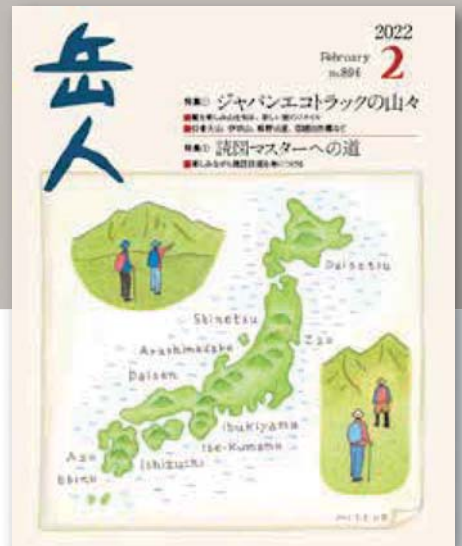 岳人
2022
February 2
no.896
特集① ジャパンエコトラックの山々
特集② 読図マスターへの道
Daisetsu
Shinetsu
Zao
Arashimadake
Daisen
Ibukiyama
Ise-Kumano
Ishizuchi
Aso
Ebino